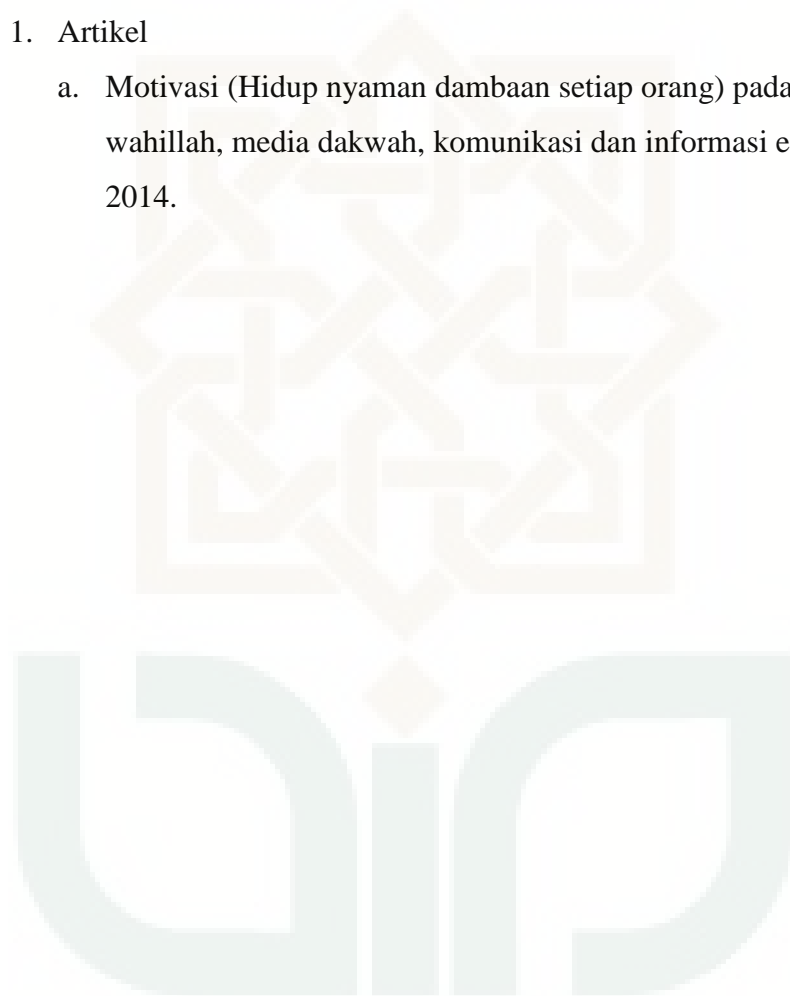 1. Artikel
a. Motivasi (Hidup nyaman dambaan setiap orang) pada
wahillah, media dakwah, komunikasi dan informasi e
2014.